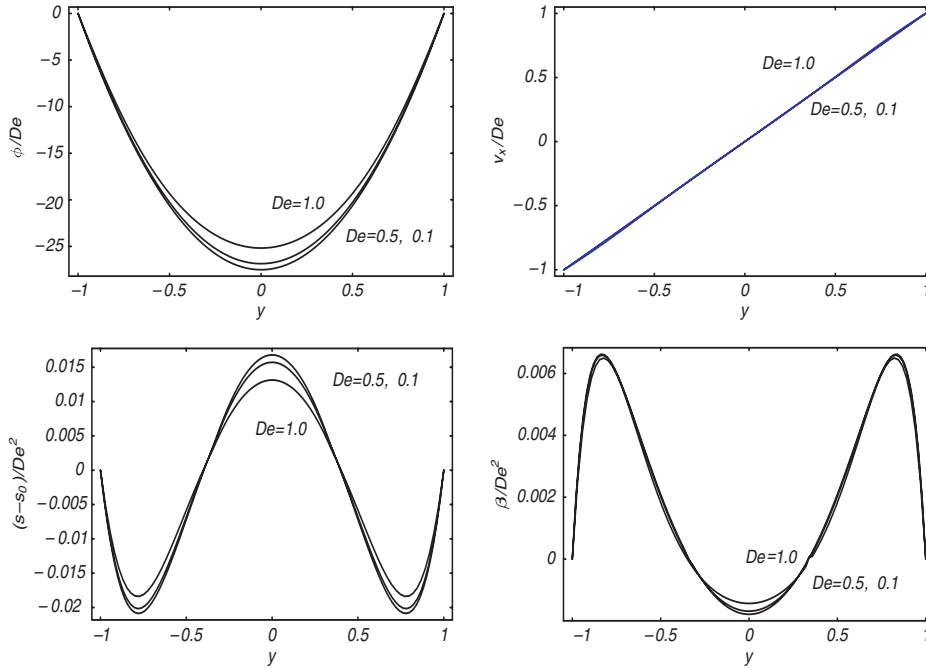 0
−5
−10
−15
−20
−25
ϕ/De
De=1.0
De=0.5, 0.1
−1 −0.5 0 0.5 1
y
1
0.5
0
−0.5
−1
v_x/De
De=1.0
De=0.5, 0.1
−1 −0.5 0 0.5 1
y
0.015
0.01
0.005
0
−0.005
−0.01
−0.015
−0.02
(s−s_0)/De^2
De=0.5, 0.1
De=1.0
−1 −0.5 0 0.5 1
y
0.006
0.004
0.002
0
β/De^2
De=1.0
De=0.5, 0.1
−1 −0.5 0 0.5 1
y